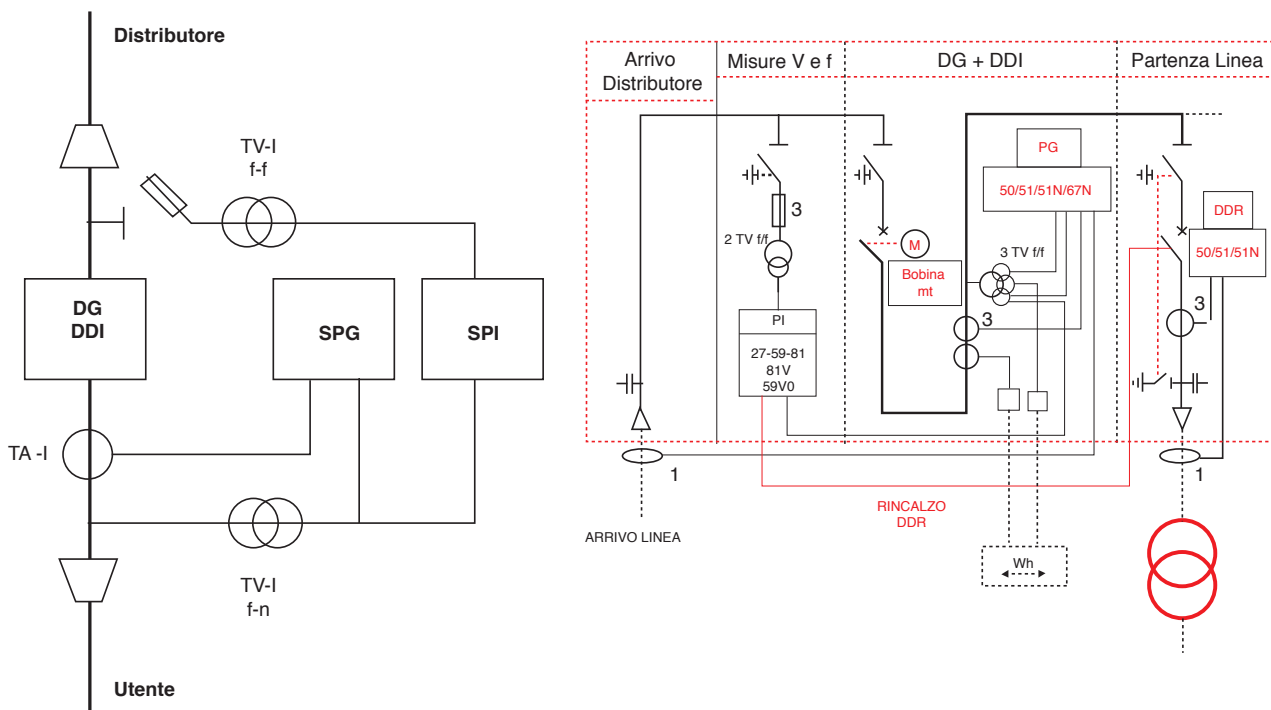 Distributore
TV-I
f-f
DG
DDI
SPG
SPI
TA -I
TV-I
f-n
Utente
Arrivo
Distributore
Misure V e f
DG + DDI
Partenza Linea
PG
50/51/51N/67N
DDR
50/51/51N
3
2 TV f/f
M
Bobina
mt
3 TV f/f
3
3
PI
27-59-81
81V
59V0
1
1
RINCALZO
DDR
ARRIVO LINEA
Wh